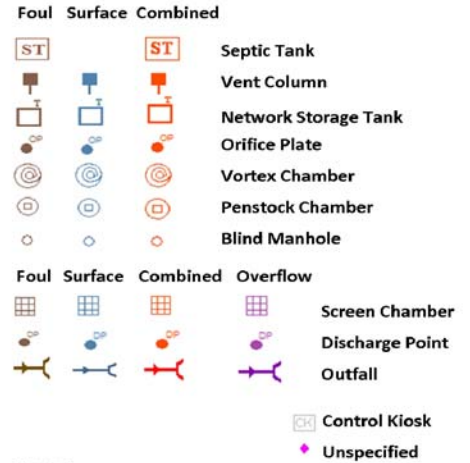 Foul Surface Combined
ST ST Septic Tank
Vent Column
T T T Network Storage Tank
OP OP OP Orifice Plate
Vortex Chamber
Penstock Chamber
Blind Manhole
Foul Surface Combined Overflow
Screen Chamber
DP DP DP DP Discharge Point
Outfall
CK Control Kiosk
Unspecified